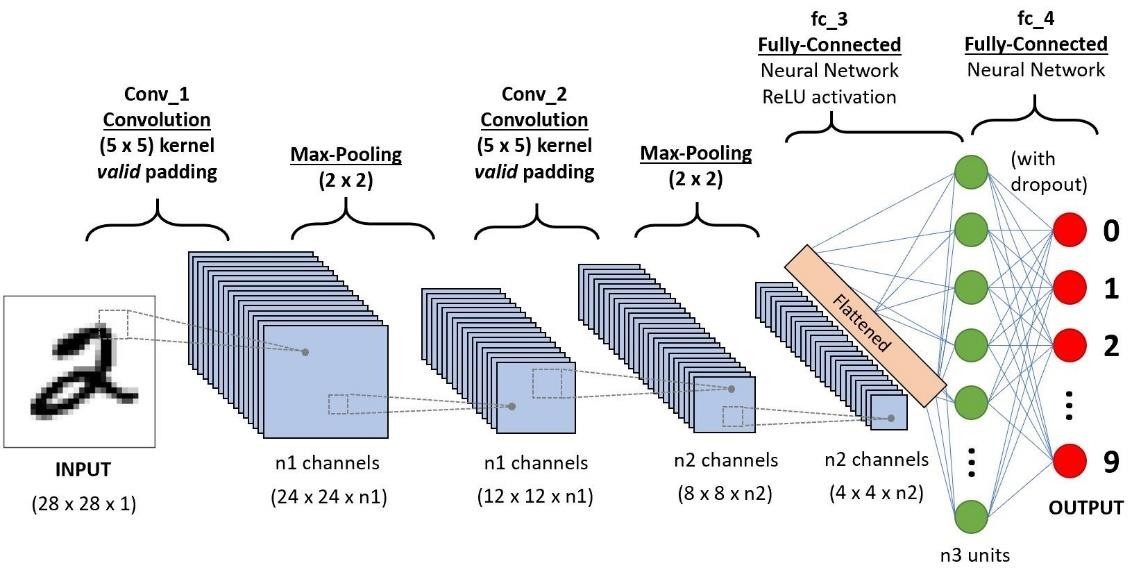 Conv_1
Convolution
(5 x 5) kernel
valid padding
Max-Pooling
(2 x 2)
Conv_2
Convolution
(5 x 5) kernel
valid padding
Max-Pooling
(2 x 2)
fc_3
Fully-Connected
Neural Network
ReLU activation
fc_4
Fully-Connected
Neural Network
(with
dropout)
Flattened
0
1
2
9
OUTPUT
2
INPUT
(28 x 28 x 1)
n1 channels
(24 x 24 x n1)
n1 channels
(12 x 12 x n1)
n2 channels
(8 x 8 x n2)
n2 channels
(4 x 4 x n2)
n3 units